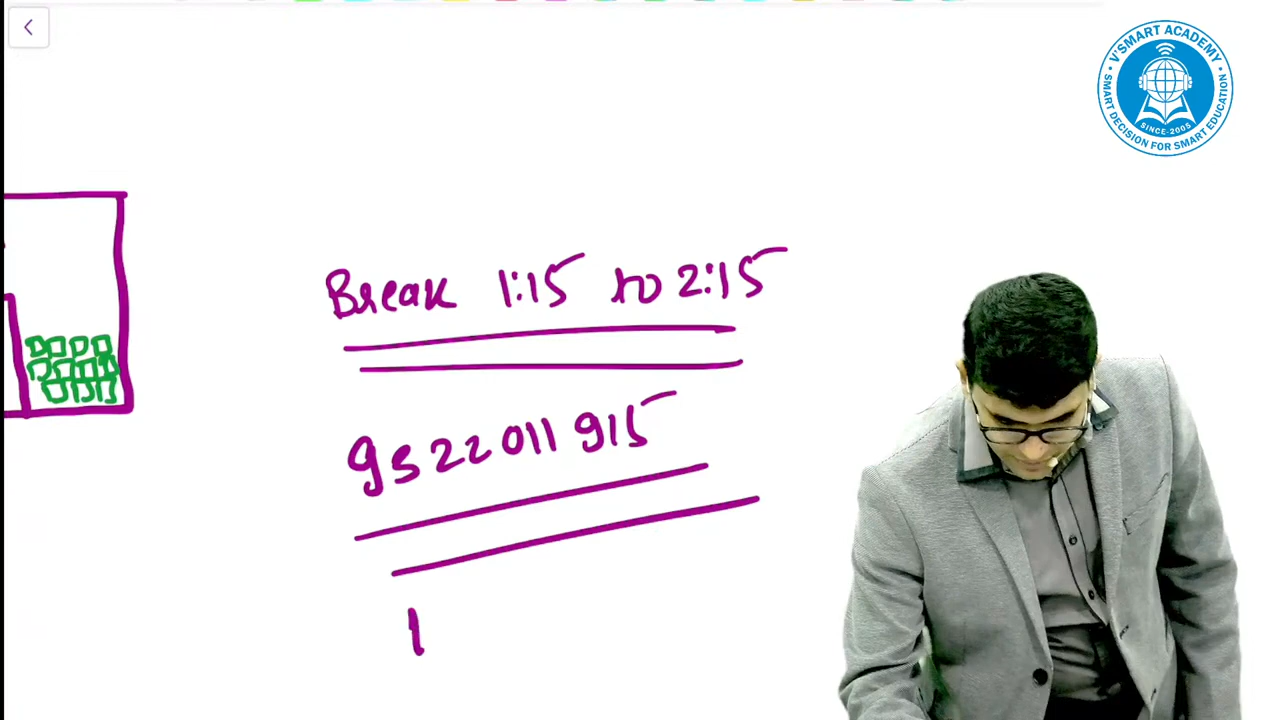 V'SMART ACADEMY
SMART DECISION FOR SMART EDUCATION
SINCE-2005
Break 1:15 to 2:15
9522011915
1